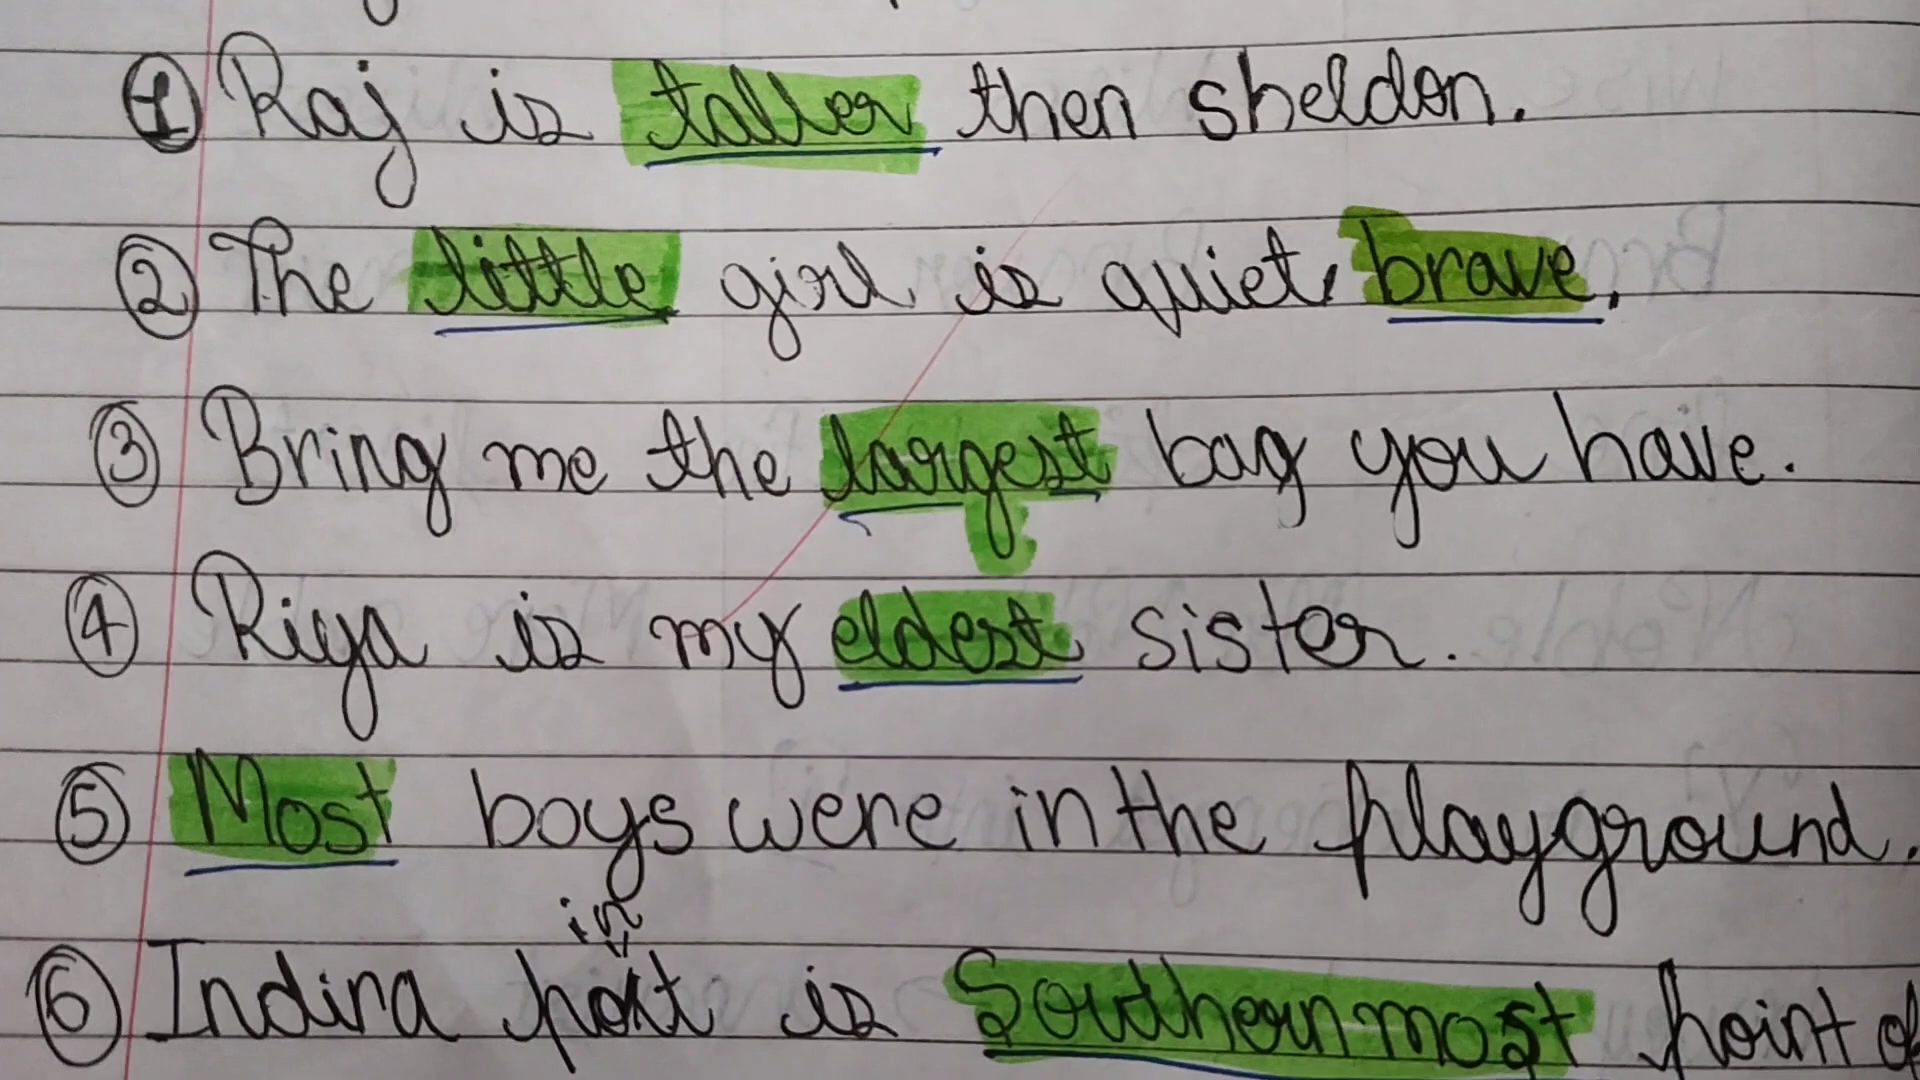 ① Raj is taller then sheldon.
② The little girl is quiet brave.
③ Bring me the largest bag you have.
④ Riya is my eldest sister.
⑤ Most boys were in the playground.
⑥ Indira point is Southernmost point of